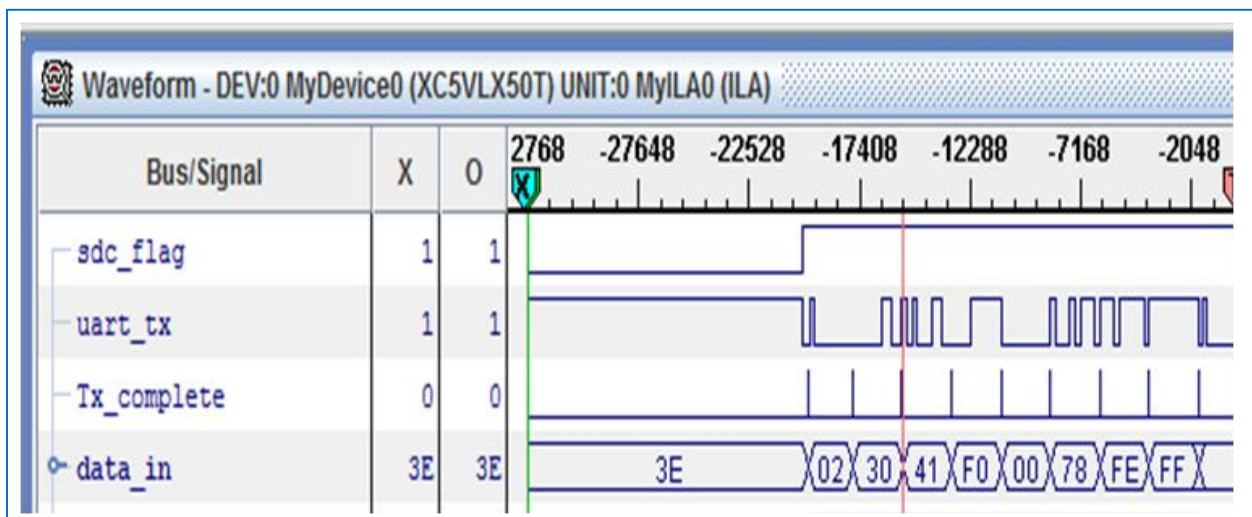 Waveform - DEV:0 MyDevice0 (XC5VLX50T) UNIT:0 MyILA0 (ILA)
Bus/Signal X O 2768 -27648 -22528 -17408 -12288 -7168 -2048
X
sdc_flag 1 1
uart_tx 1 1
Tx_complete 0 0
data_in 3E 3E 3E 02 30 41 F0 00 78 FE FF